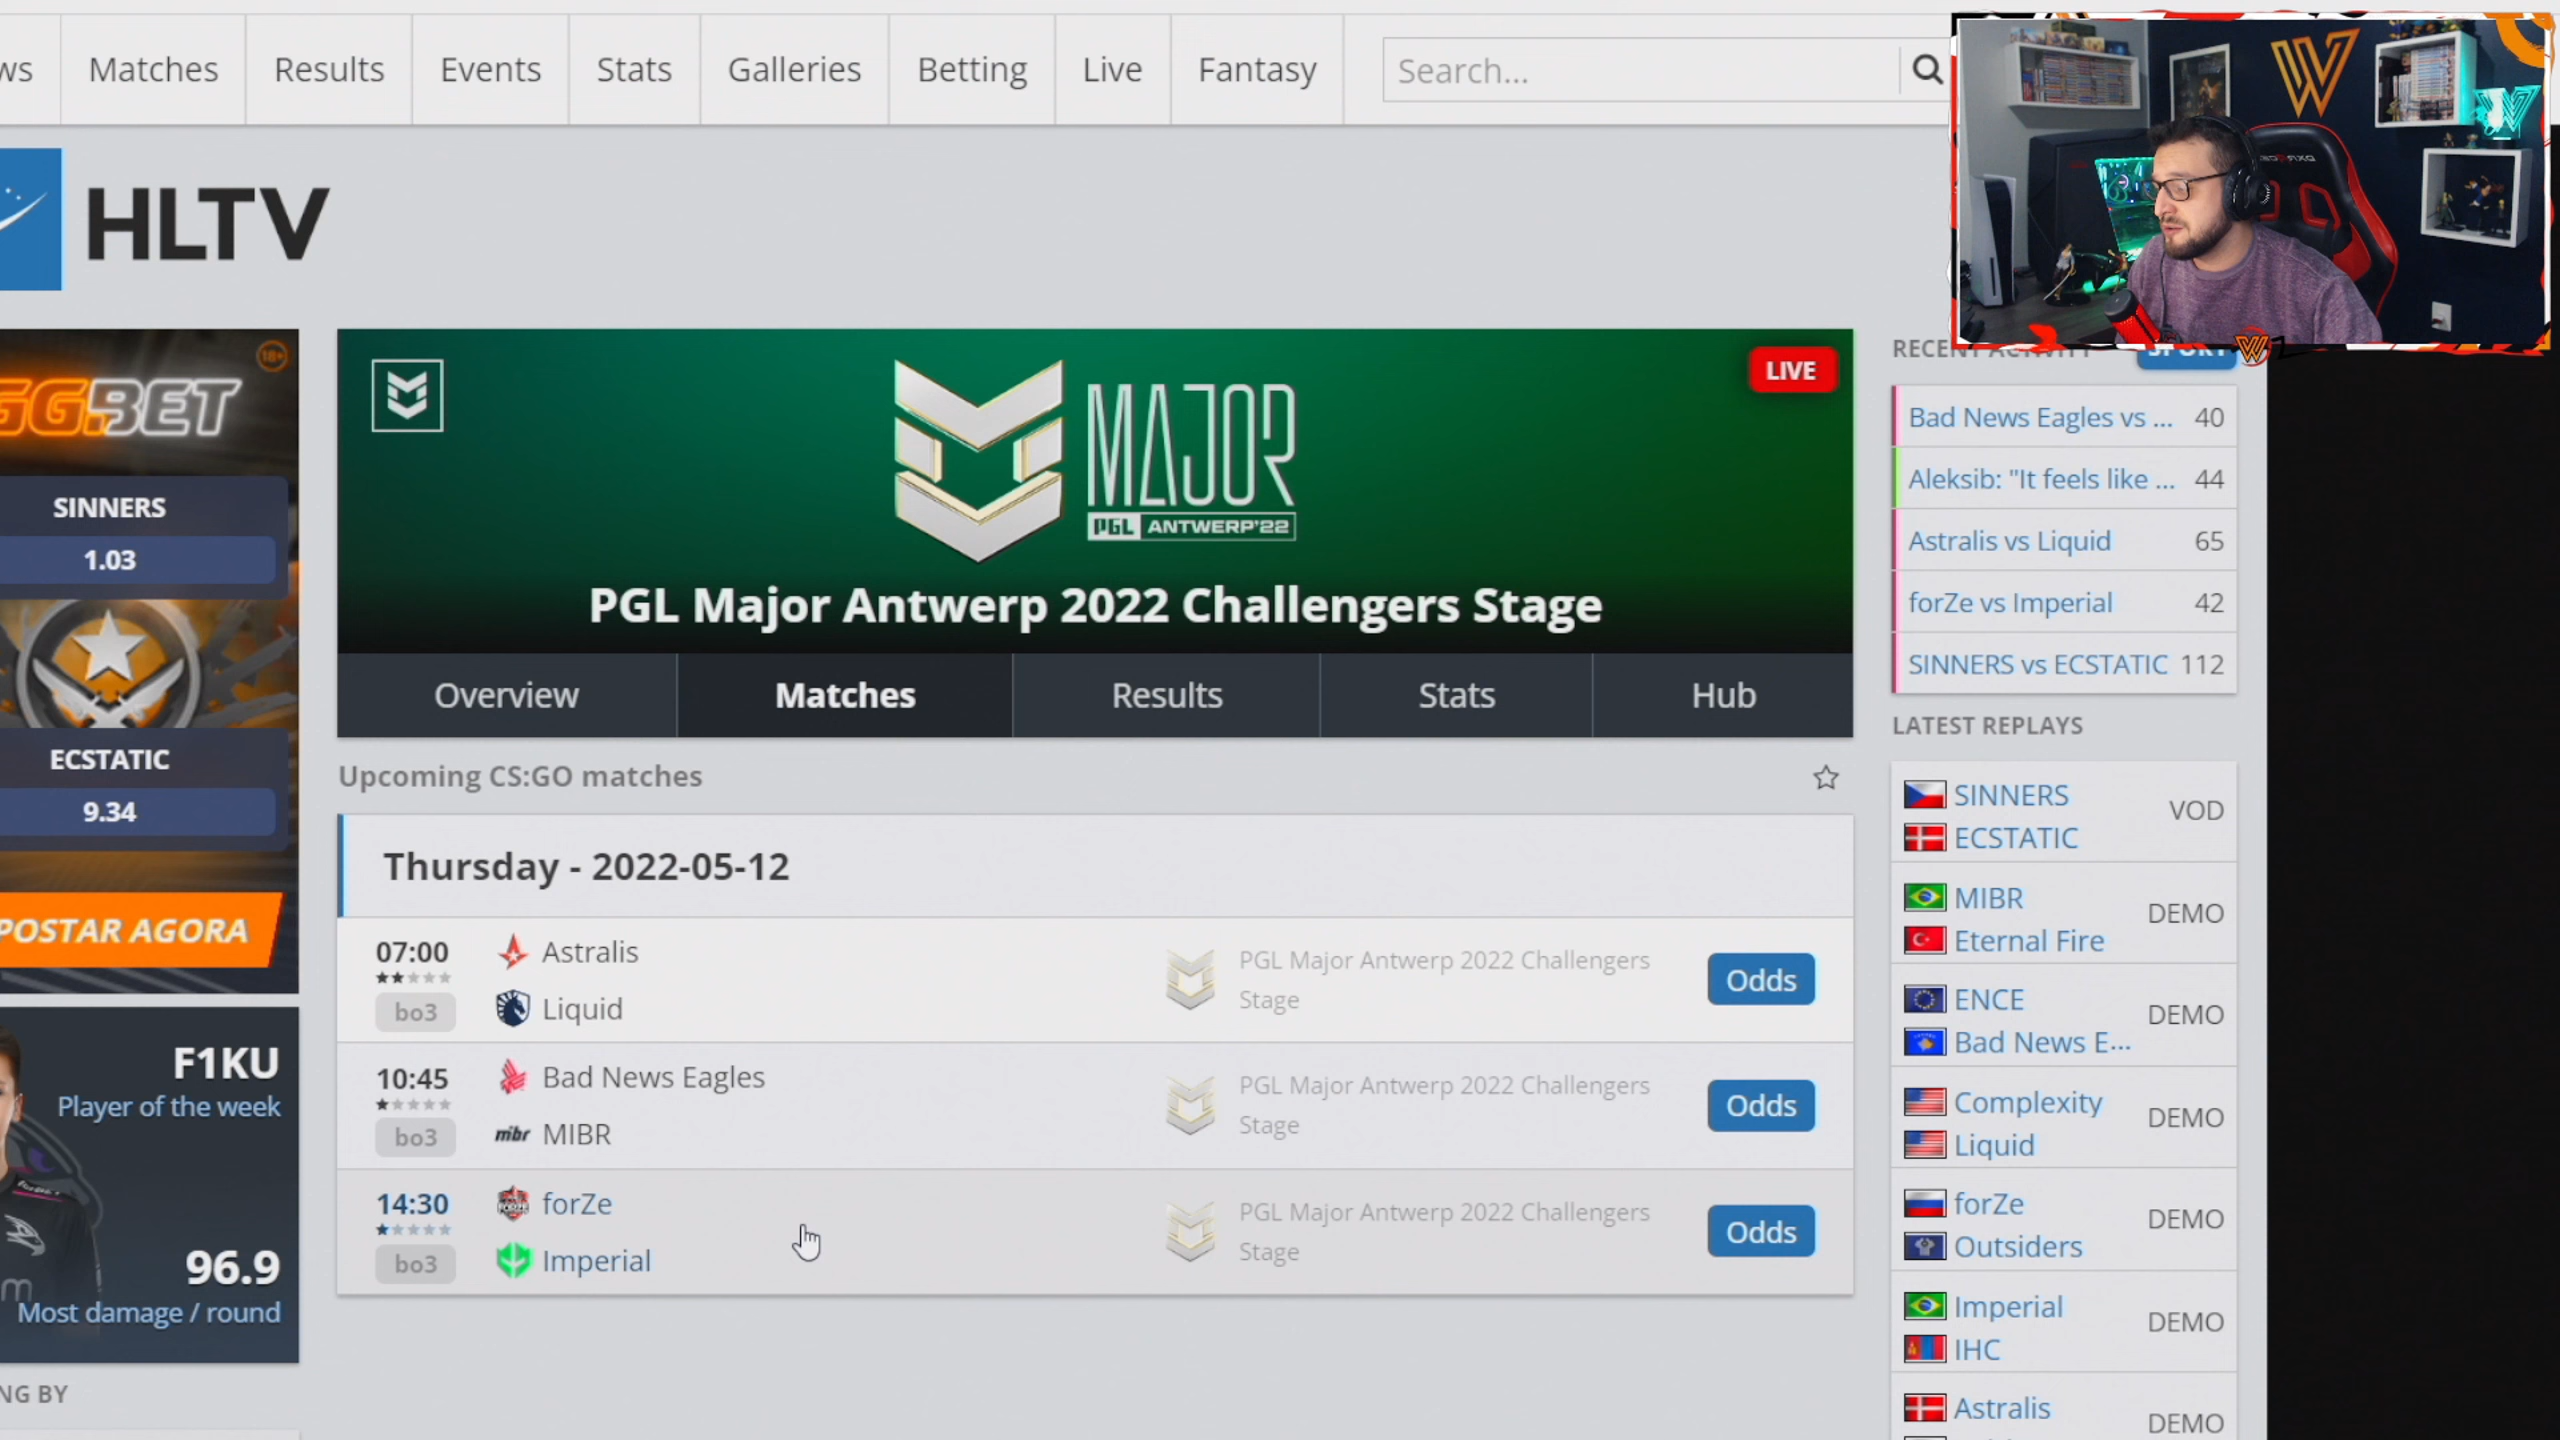 ws
Matches
Results
Events
Stats
Galleries
Betting
Live
Fantasy
Search...
HLTV
GG.BET
18+
SINNERS
1.03
ECSTATIC
9.34
POSTAR AGORA
F1KU
Player of the week
96.9
Most damage / round
NG BY
LIVE
MAJOR
PGL ANTWERP'22
PGL Major Antwerp 2022 Challengers Stage
Overview
Matches
Results
Stats
Hub
Upcoming CS:GO matches
Thursday - 2022-05-12
07:00
bo3
Astralis
Liquid
PGL Major Antwerp 2022 Challengers
Stage
Odds
10:45
bo3
Bad News Eagles
mibr MIBR
PGL Major Antwerp 2022 Challengers
Stage
Odds
14:30
bo3
forZe
Imperial
PGL Major Antwerp 2022 Challengers
Stage
Odds
RECENT ACTIVITY
SPORT
Bad News Eagles vs ... 40
Aleksib: "It feels like ... 44
Astralis vs Liquid 65
forZe vs Imperial 42
SINNERS vs ECSTATIC 112
LATEST REPLAYS
SINNERS
ECSTATIC
VOD
MIBR
Eternal Fire
DEMO
ENCE
Bad News E...
DEMO
Complexity
Liquid
DEMO
forZe
Outsiders
DEMO
Imperial
IHC
DEMO
Astralis
DEMO